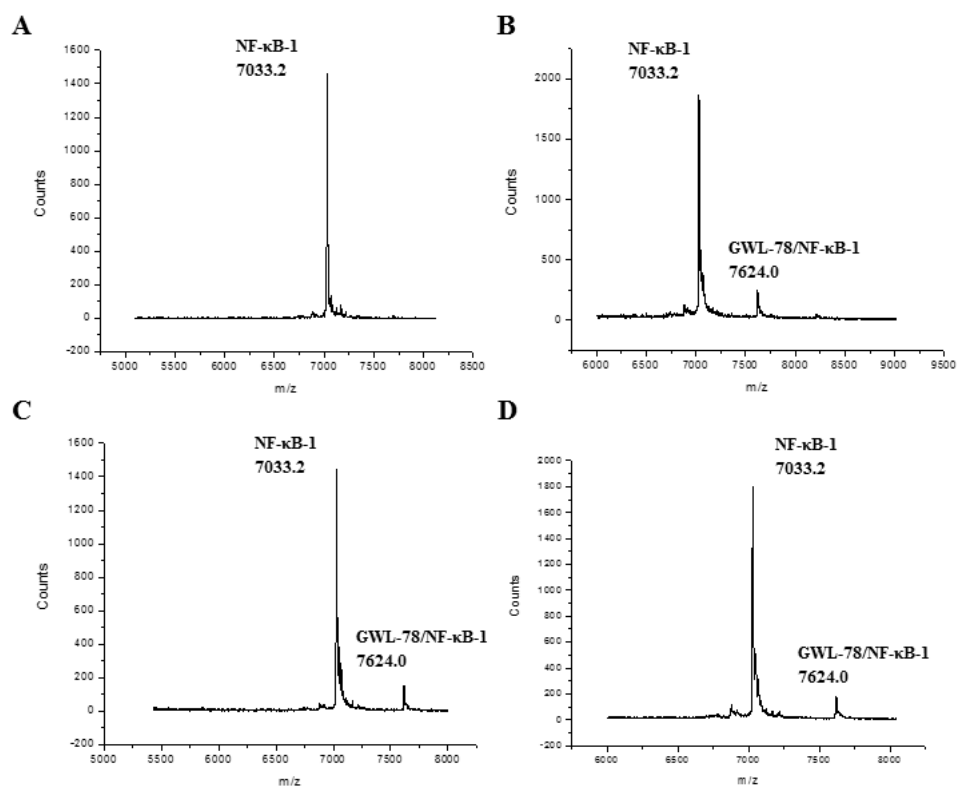 A
NF-κB-1
7033.2
1600
1400
1200
1000
800
600
400
200
0
-200
Counts
5000 5500 6000 6500 7000 7500 8000 8500
m/z
B
NF-κB-1
7033.2
GWL-78/NF-κB-1
7624.0
2000
1500
1000
500
0
Counts
6000 6500 7000 7500 8000 8500 9000 9500
m/z
C
NF-κB-1
7033.2
GWL-78/NF-κB-1
7624.0
1600
1400
1200
1000
800
600
400
200
0
-200
Counts
5000 5500 6000 6500 7000 7500 8000
m/z
D
NF-κB-1
7033.2
GWL-78/NF-κB-1
7624.0
2000
1800
1600
1400
1200
1000
800
600
400
200
0
-200
Counts
6000 6500 7000 7500 8000
m/z